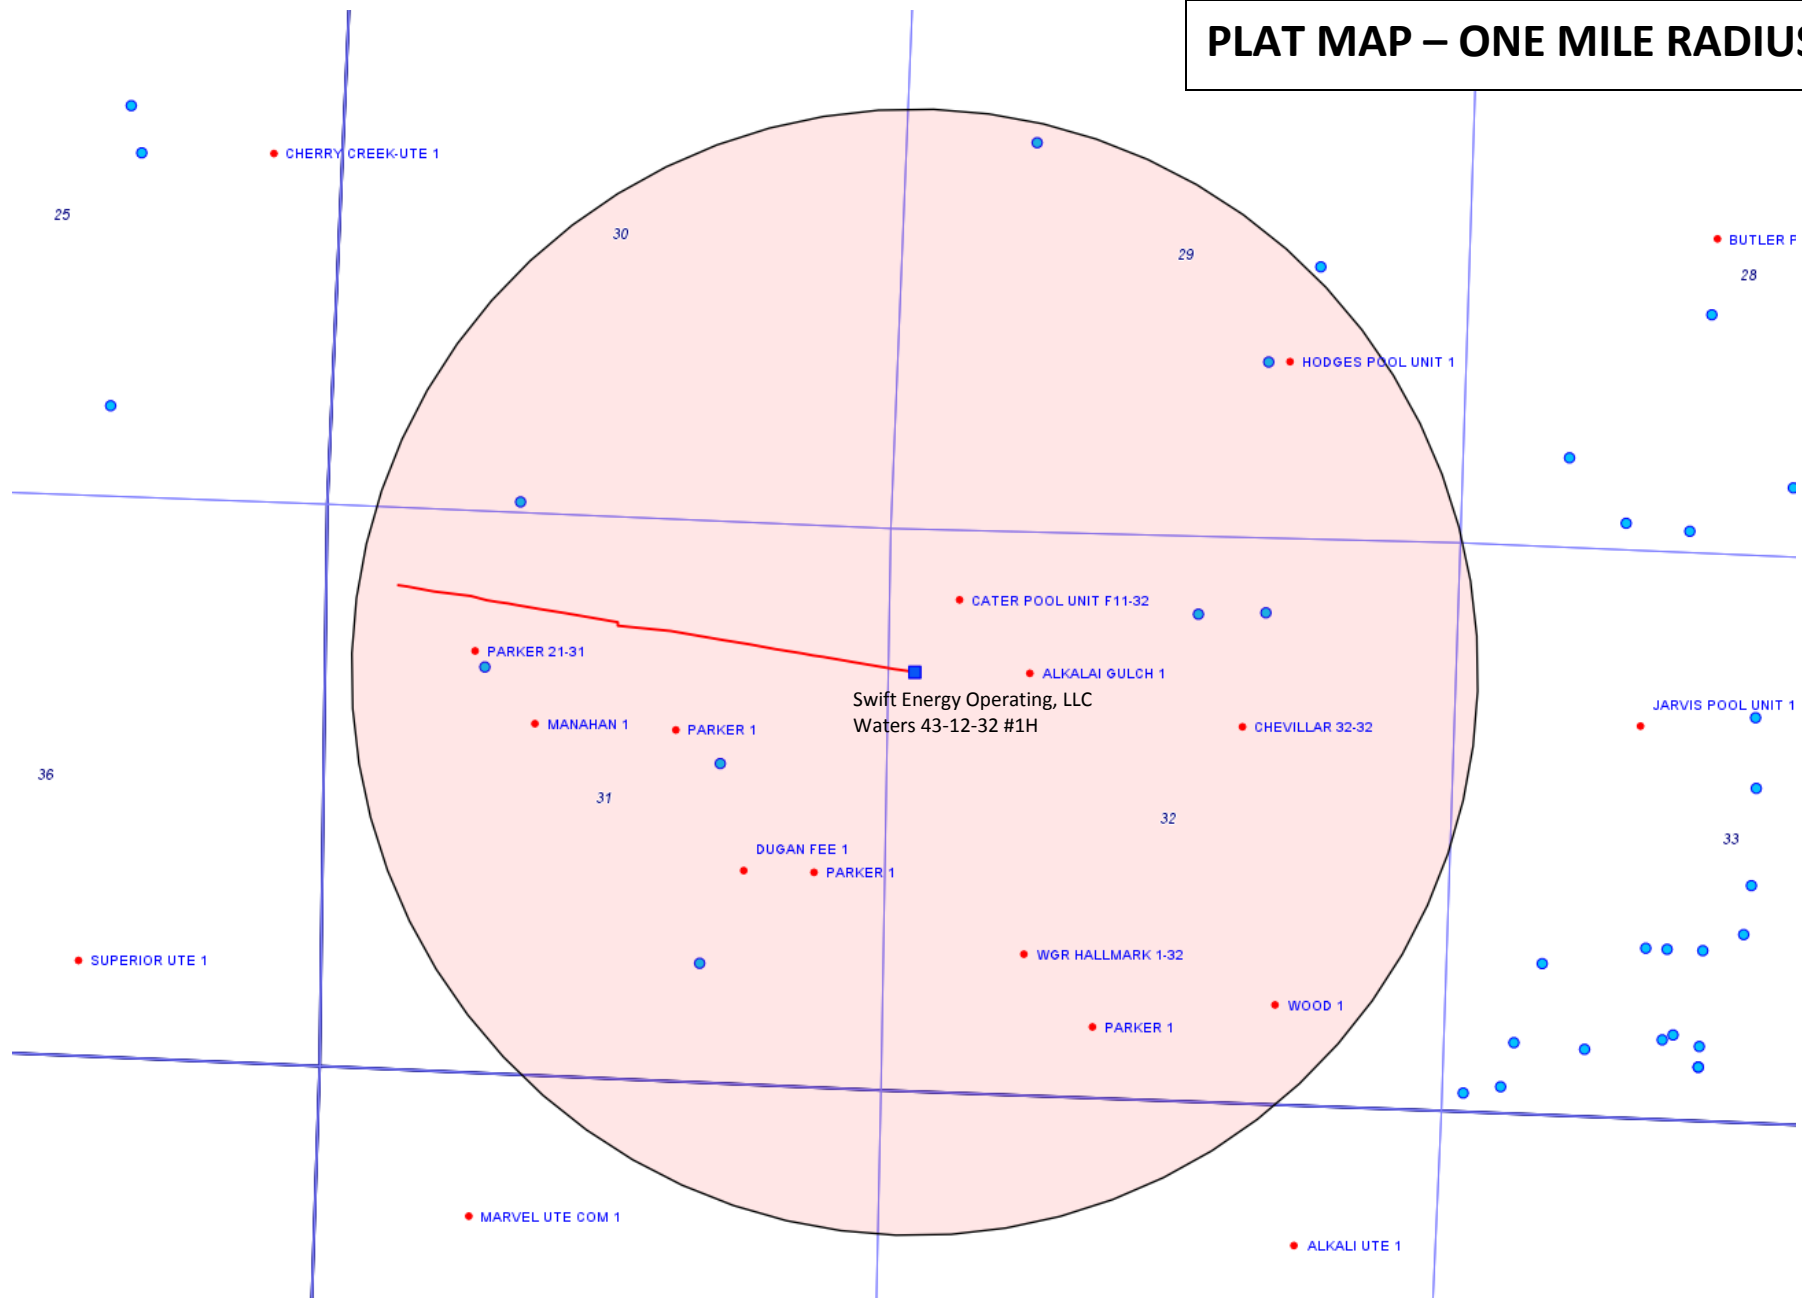 PLAT MAP – ONE MILE RADIUS
CHERRY CREEK-UTE 1
25
30
29
BUTLER P
28
HODGES POOL UNIT 1
CATER POOL UNIT F11-32
PARKER 21-31
ALKALAI GULCH 1
Swift Energy Operating, LLC
Waters 43-12-32 #1H
JARVIS POOL UNIT 1
MANAHAN 1
PARKER 1
CHEVILLAR 32-32
36
31
32
33
DUGAN FEE 1
PARKER 1
SUPERIOR UTE 1
WGR HALLMARK 1-32
WOOD 1
PARKER 1
MARVEL UTE COM 1
ALKALI UTE 1